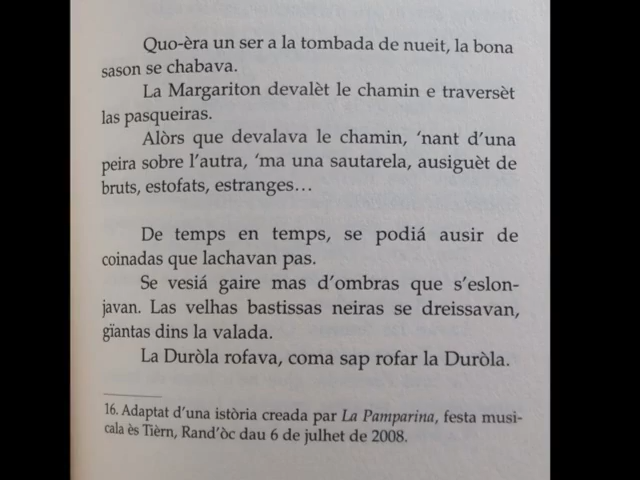 Quo-èra un ser a la tombada de nueit, la bona
sason se chabava.
La Margariton devalèt le chamin e traversèt
las pasqueiras.
Alòrs que devalava le chamin, ‘nant d’una
peira sobre l’autra, ‘ma una sautarela, ausiguèt de
bruts, estofats, estranges…
De temps en temps, se podiá ausir de
coinadas que lachavan pas.
Se vesiá gaire mas d’ombras que s’eslon-
javan. Las velhas bastissas neiras se dreissavan,
gïantas dins la valada.
La Duròla rofava, coma sap rofar la Duròla.
16. Adaptat d’una istòria creada par La Pamparina, festa musi-
cala ès Tièrn, Rand’òc dau 6 de julhet de 2008.